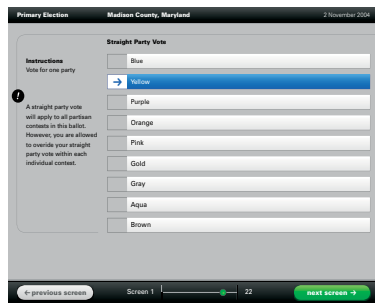 Primary Election Madison County, Maryland 2 November 2004
Straight Party Vote
Instructions
Vote for one party
!
A straight party vote
will apply to all partisan
contests in this ballot.
However, you are allowed
to overide your straight
party vote within each
individual contest.
Blue
→ Yellow
Purple
Orange
Pink
Gold
Gray
Aqua
Brown
← previous screen Screen 1 22 next screen →